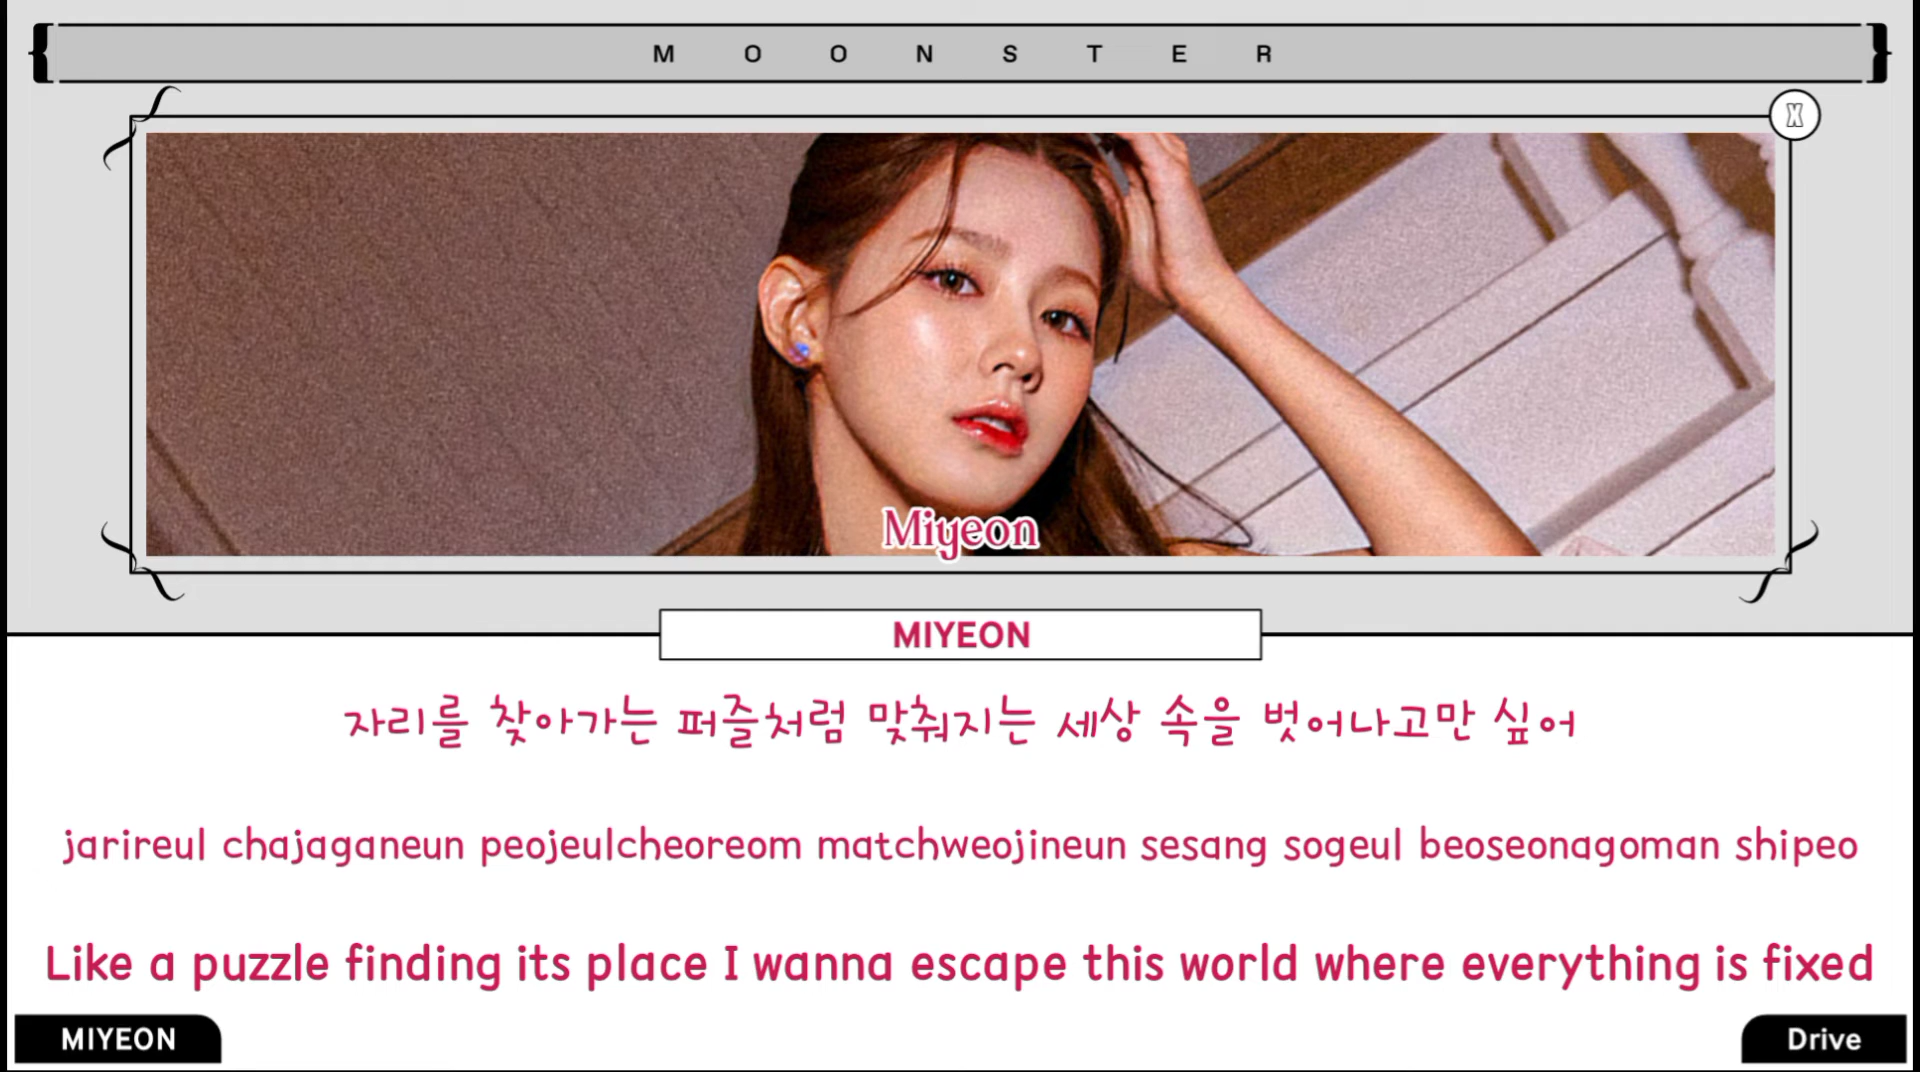 { M O O N S T E R }
X
Miyeon
MIYEON
자리를 찾아가는 퍼즐처럼 맞춰지는 세상 속을 벗어나고만 싶어
jarireul chajaganeun peojeulcheoreom matchweojineun sesang sogeul beoseonagoman shipeo
Like a puzzle finding its place I wanna escape this world where everything is fixed
MIYEON
Drive